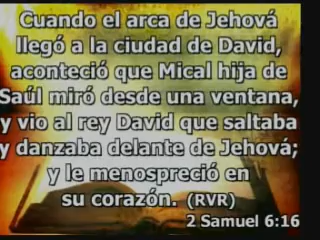 Cuando el arca de Jehová
llegó a la ciudad de David,
aconteció que Mical hija de
Saúl miró desde una ventana,
y vio al rey David que saltaba
y danzaba delante de Jehová;
y le menospreció en
su corazón. (RVR)
2 Samuel 6:16